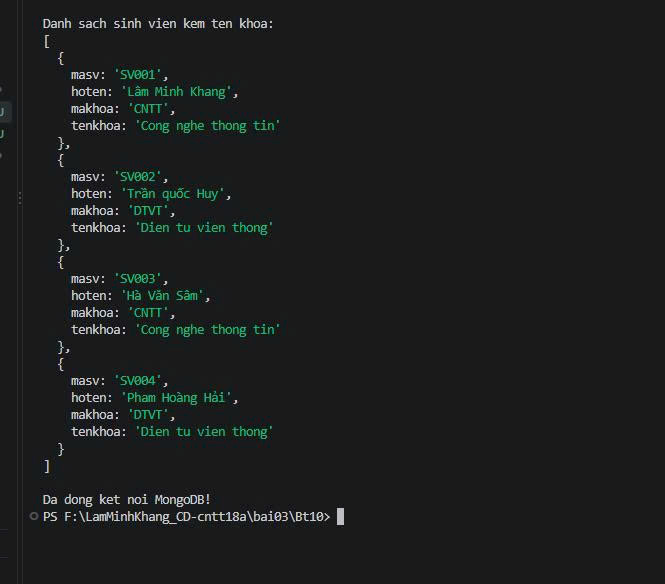 Danh sach sinh vien kem ten khoa:
[
{
masv: 'SV001',
hoten: 'Lâm Minh Khang',
makhoa: 'CNTT',
tenkhoa: 'Cong nghe thong tin'
},
{
masv: 'SV002',
hoten: 'Trần quốc Huy',
makhoa: 'DTVT',
tenkhoa: 'Dien tu vien thong'
},
{
masv: 'SV003',
hoten: 'Hà Văn Sâm',
makhoa: 'CNTT',
tenkhoa: 'Cong nghe thong tin'
},
{
masv: 'SV004',
hoten: 'Pham Hoàng Hải',
makhoa: 'DTVT',
tenkhoa: 'Dien tu vien thong'
}
]
Da dong ket noi MongoDB!
PS F:\LamMinhKhang_CD-cntt18a\bai03\Bt10>